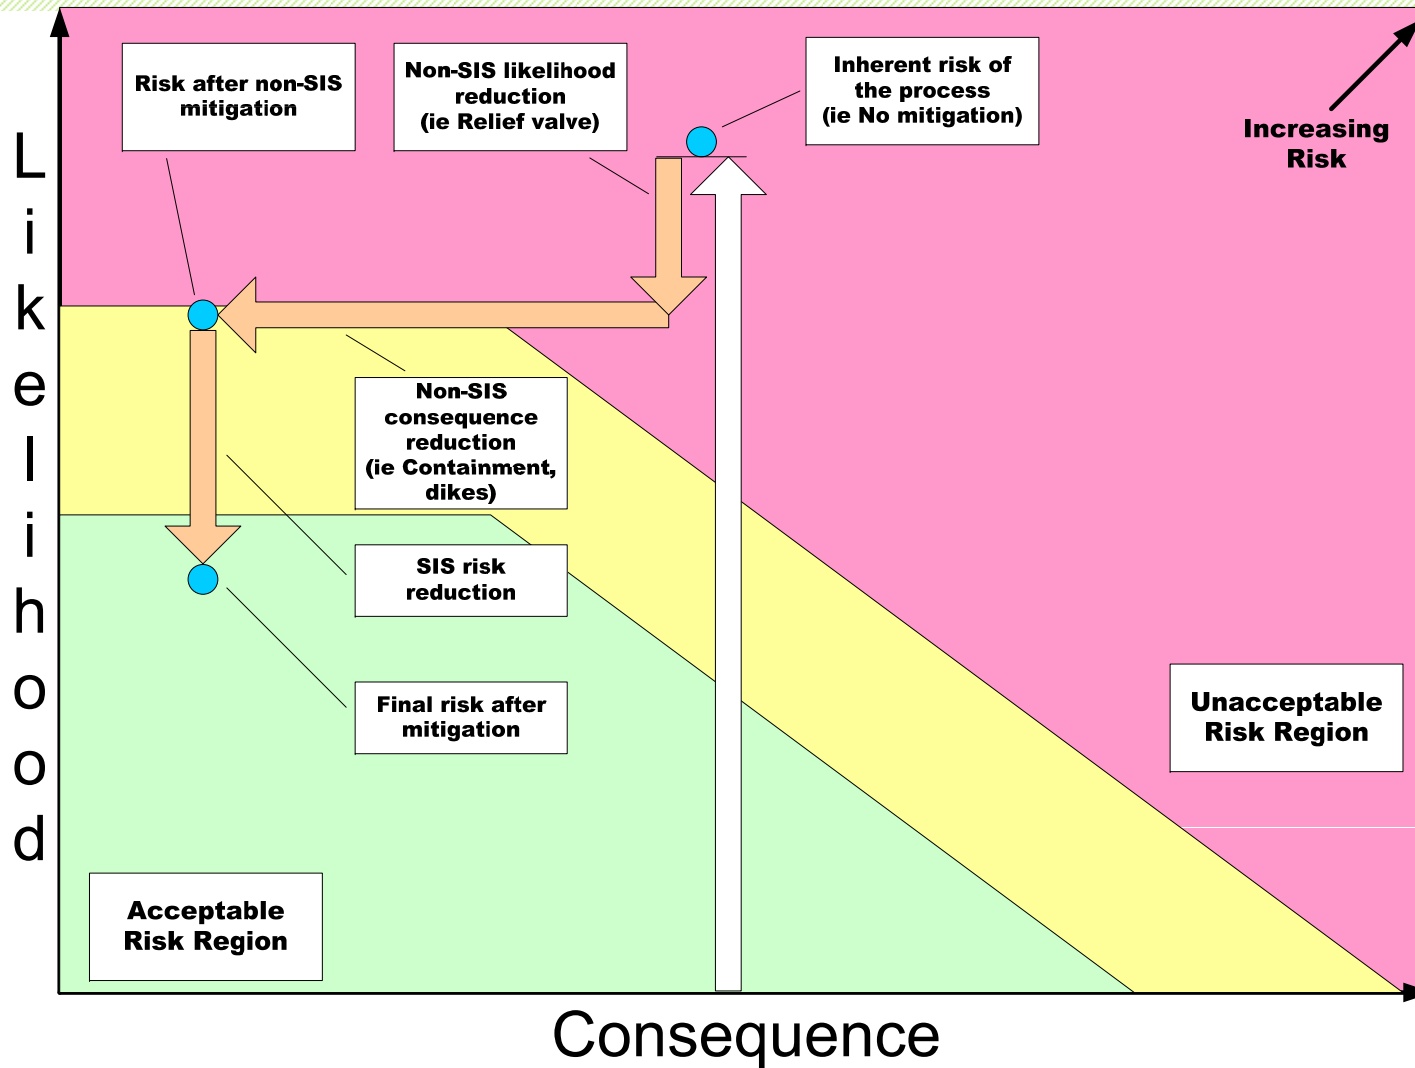 Risk after non-SIS
mitigation
Non-SIS likelihood
reduction
(ie Relief valve)
Inherent risk of
the process
(ie No mitigation)
Increasing
Risk
Likelihood
Non-SIS
consequence
reduction
(ie Containment,
dikes)
SIS risk
reduction
Final risk after
mitigation
Unacceptable
Risk Region
Acceptable
Risk Region
Consequence